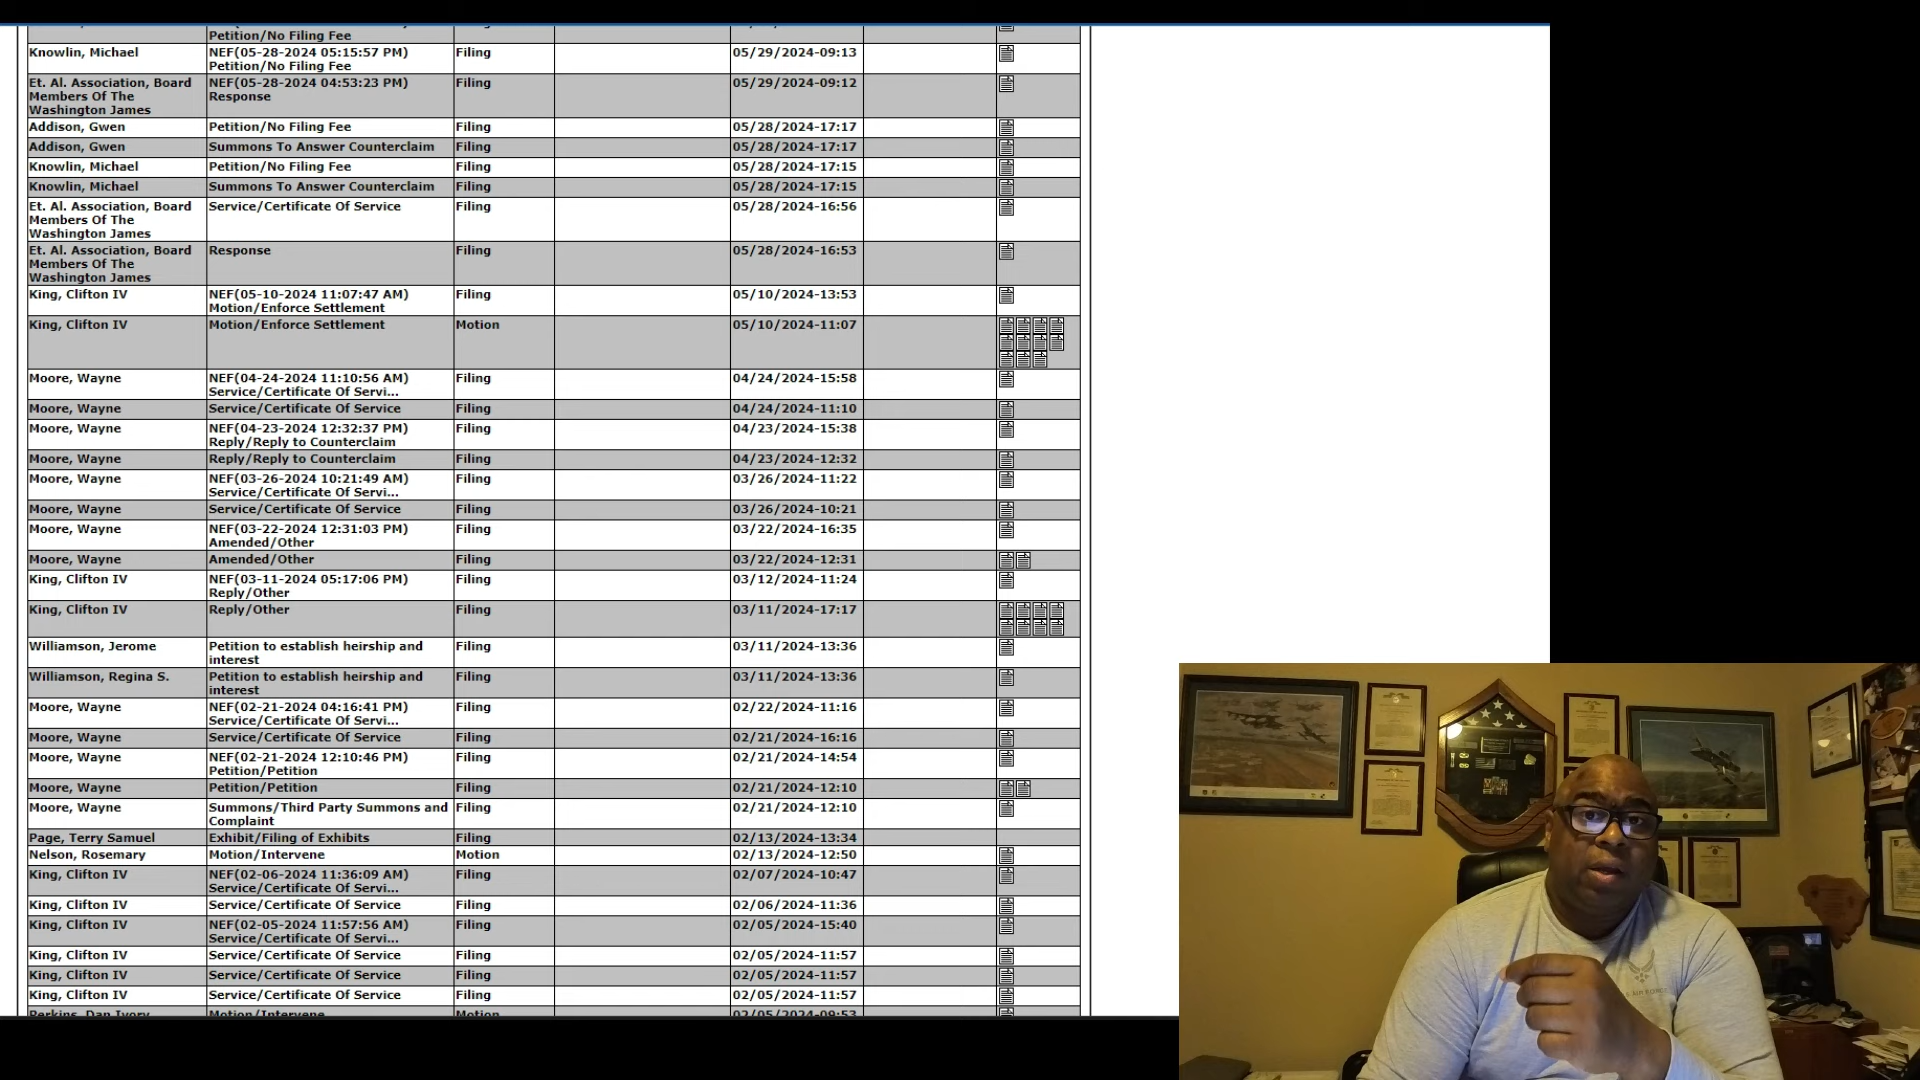 Petition/No Filing Fee
Knowlin, Michael NEF(05-28-2024 05:15:57 PM) Filing 05/29/2024-09:13
Petition/No Filing Fee
Et. Al. Association, Board NEF(05-28-2024 04:53:23 PM) Filing 05/29/2024-09:12
Members Of The Response
Washington James
Addison, Gwen Petition/No Filing Fee Filing 05/28/2024-17:17
Addison, Gwen Summons To Answer Counterclaim Filing 05/28/2024-17:17
Knowlin, Michael Petition/No Filing Fee Filing 05/28/2024-17:15
Knowlin, Michael Summons To Answer Counterclaim Filing 05/28/2024-17:15
Et. Al. Association, Board Service/Certificate Of Service Filing 05/28/2024-16:56
Members Of The
Washington James
Et. Al. Association, Board Response Filing 05/28/2024-16:53
Members Of The
Washington James
King, Clifton IV NEF(05-10-2024 11:07:47 AM) Filing 05/10/2024-13:53
Motion/Enforce Settlement
King, Clifton IV Motion/Enforce Settlement Motion 05/10/2024-11:07
Moore, Wayne NEF(04-24-2024 11:10:56 AM) Filing 04/24/2024-15:58
Service/Certificate Of Servi...
Moore, Wayne Service/Certificate Of Service Filing 04/24/2024-11:10
Moore, Wayne NEF(04-23-2024 12:32:37 PM) Filing 04/23/2024-15:38
Reply/Reply to Counterclaim
Moore, Wayne Reply/Reply to Counterclaim Filing 04/23/2024-12:32
Moore, Wayne NEF(03-26-2024 10:21:49 AM) Filing 03/26/2024-11:22
Service/Certificate Of Servi...
Moore, Wayne Service/Certificate Of Service Filing 03/26/2024-10:21
Moore, Wayne NEF(03-22-2024 12:31:03 PM) Filing 03/22/2024-16:35
Amended/Other
Moore, Wayne Amended/Other Filing 03/22/2024-12:31
King, Clifton IV NEF(03-11-2024 05:17:06 PM) Filing 03/12/2024-11:24
Reply/Other
King, Clifton IV Reply/Other Filing 03/11/2024-17:17
Williamson, Jerome Petition to establish heirship and Filing 03/11/2024-13:36
interest
Williamson, Regina S. Petition to establish heirship and Filing 03/11/2024-13:36
interest
Moore, Wayne NEF(02-21-2024 04:16:41 PM) Filing 02/22/2024-11:16
Service/Certificate Of Servi...
Moore, Wayne Service/Certificate Of Service Filing 02/21/2024-16:16
Moore, Wayne NEF(02-21-2024 12:10:46 PM) Filing 02/21/2024-14:54
Petition/Petition
Moore, Wayne Petition/Petition Filing 02/21/2024-12:10
Moore, Wayne Summons/Third Party Summons and Filing 02/21/2024-12:10
Complaint
Page, Terry Samuel Exhibit/Filing of Exhibits Filing 02/13/2024-13:34
Nelson, Rosemary Motion/Intervene Motion 02/13/2024-12:50
King, Clifton IV NEF(02-06-2024 11:36:09 AM) Filing 02/07/2024-10:47
Service/Certificate Of Servi...
King, Clifton IV Service/Certificate Of Service Filing 02/06/2024-11:36
King, Clifton IV NEF(02-05-2024 11:57:56 AM) Filing 02/05/2024-15:40
Service/Certificate Of Servi...
King, Clifton IV Service/Certificate Of Service Filing 02/05/2024-11:57
King, Clifton IV Service/Certificate Of Service Filing 02/05/2024-11:57
King, Clifton IV Service/Certificate Of Service Filing 02/05/2024-11:57
Perkins, Dan Ivory Motion/Intervene Motion 02/05/2024-09:53